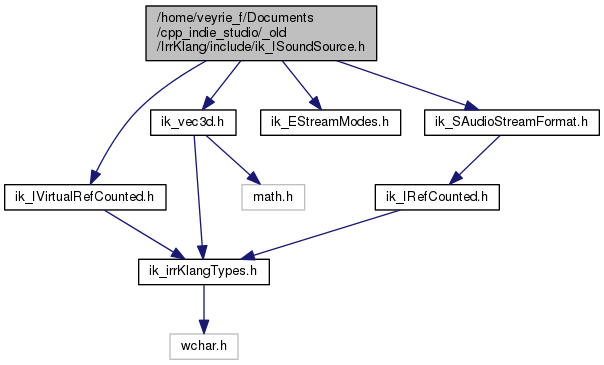 /home/veyrie_f/Documents
/cpp_indie_studio/_old
/IrrKlang/include/ik_ISoundSource.h
ik_vec3d.h
ik_EStreamModes.h
ik_SAudioStreamFormat.h
ik_IVirtualRefCounted.h
math.h
ik_IRefCounted.h
ik_irrKlangTypes.h
wchar.h